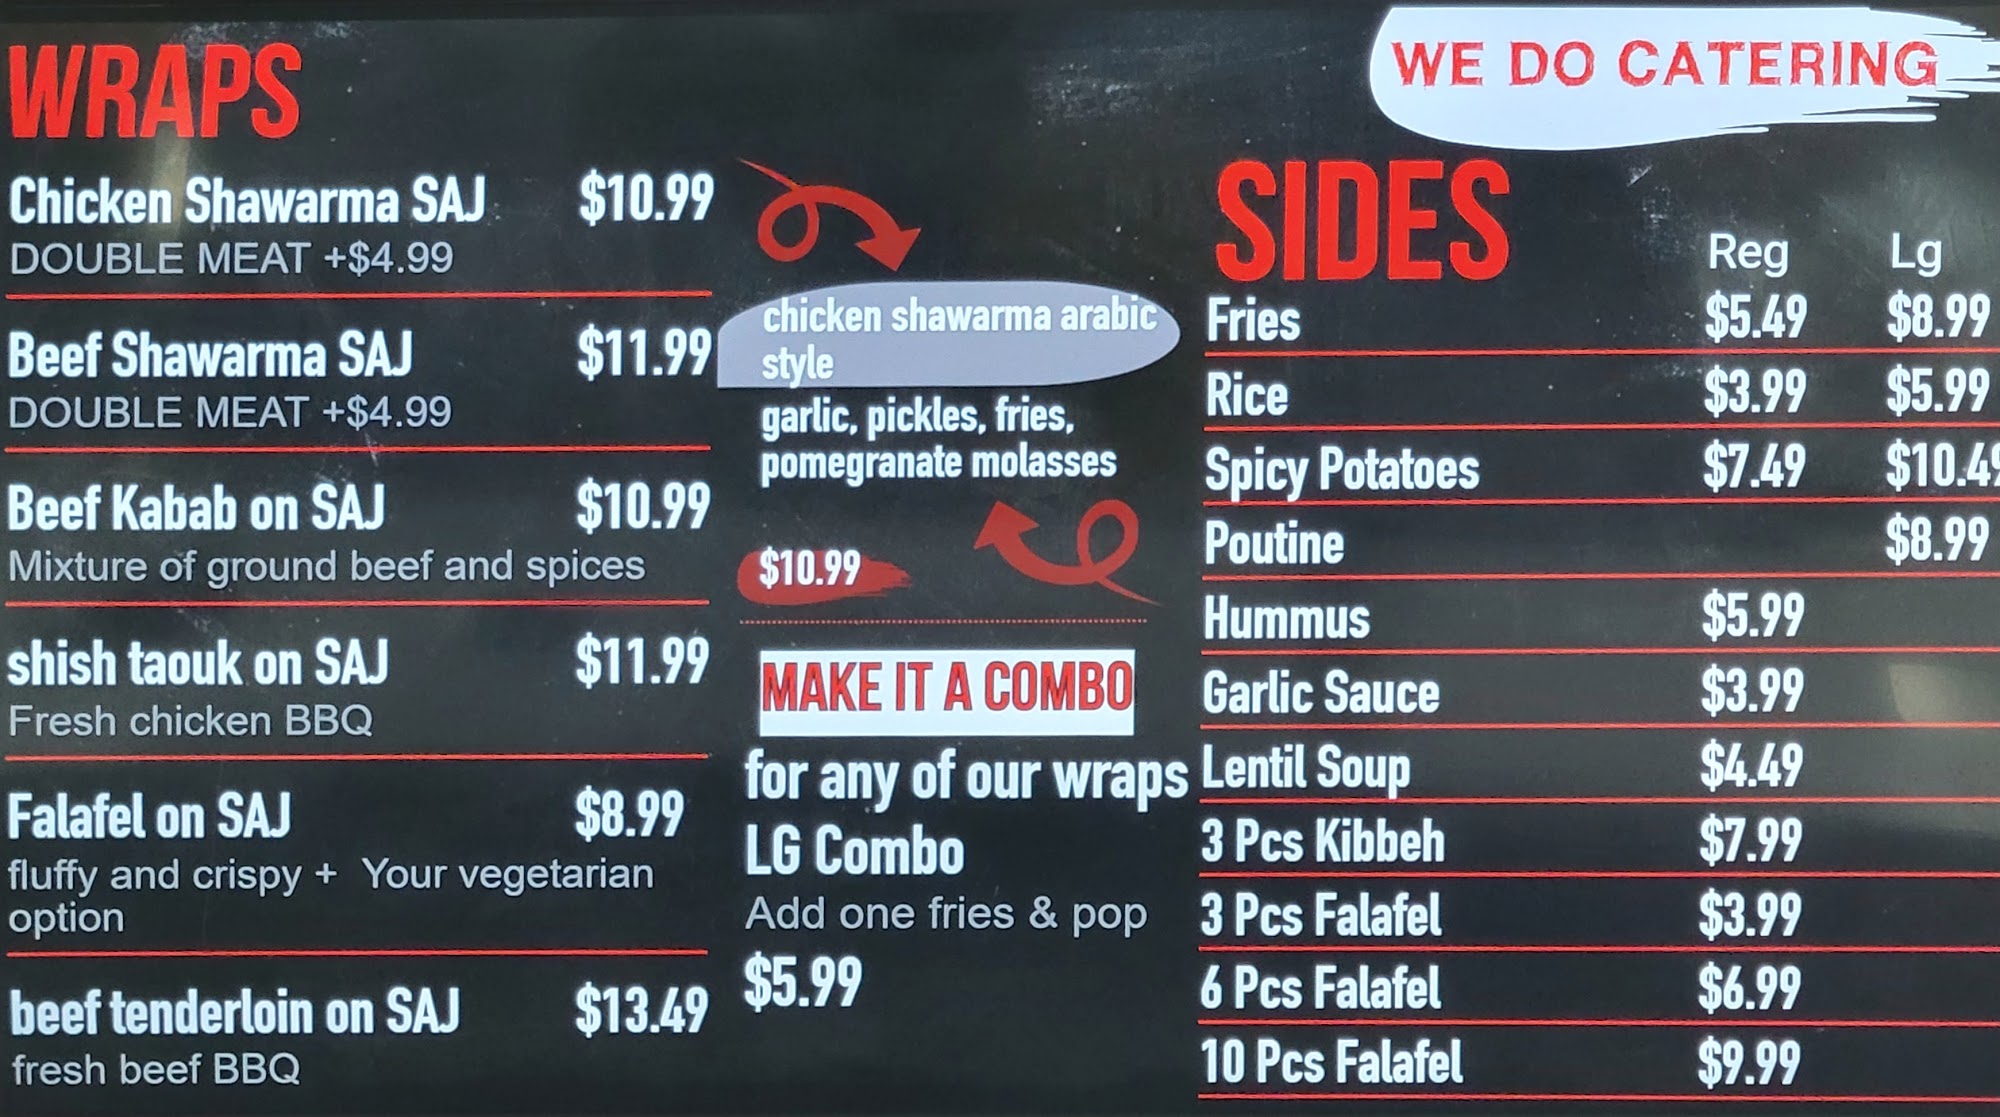 WRAPS
Chicken Shawarma SAJ $10.99
DOUBLE MEAT +$4.99
Beef Shawarma SAJ $11.99
DOUBLE MEAT +$4.99
Beef Kabab on SAJ $10.99
Mixture of ground beef and spices
shish taouk on SAJ $11.99
Fresh chicken BBQ
Falafel on SAJ $8.99
fluffy and crispy + Your vegetarian
option
beef tenderloin on SAJ $13.49
fresh beef BBQ
chicken shawarma arabic
style
garlic, pickles, fries,
pomegranate molasses
$10.99
MAKE IT A COMBO
for any of our wraps
LG Combo
Add one fries & pop
$5.99
WE DO CATERING
SIDES
Reg Lg
Fries $5.49 $8.99
Rice $3.99 $5.99
Spicy Potatoes $7.49 $10.49
Poutine $8.99
Hummus $5.99
Garlic Sauce $3.99
Lentil Soup $4.49
3 Pcs Kibbeh $7.99
3 Pcs Falafel $3.99
6 Pcs Falafel $6.99
10 Pcs Falafel $9.99